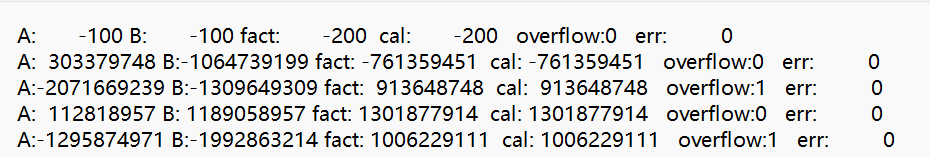 A:       -100 B:       -100 fact:       -200  cal:       -200   overflow:0   err:          0
A:  303379748 B:-1064739199 fact: -761359451  cal: -761359451   overflow:0   err:          0
A:-2071669239 B:-1309649309 fact:  913648748  cal:  913648748   overflow:1   err:          0
A:  112818957 B: 1189058957 fact: 1301877914  cal: 1301877914   overflow:0   err:          0
A:-1295874971 B:-1992863214 fact: 1006229111  cal: 1006229111   overflow:1   err:          0